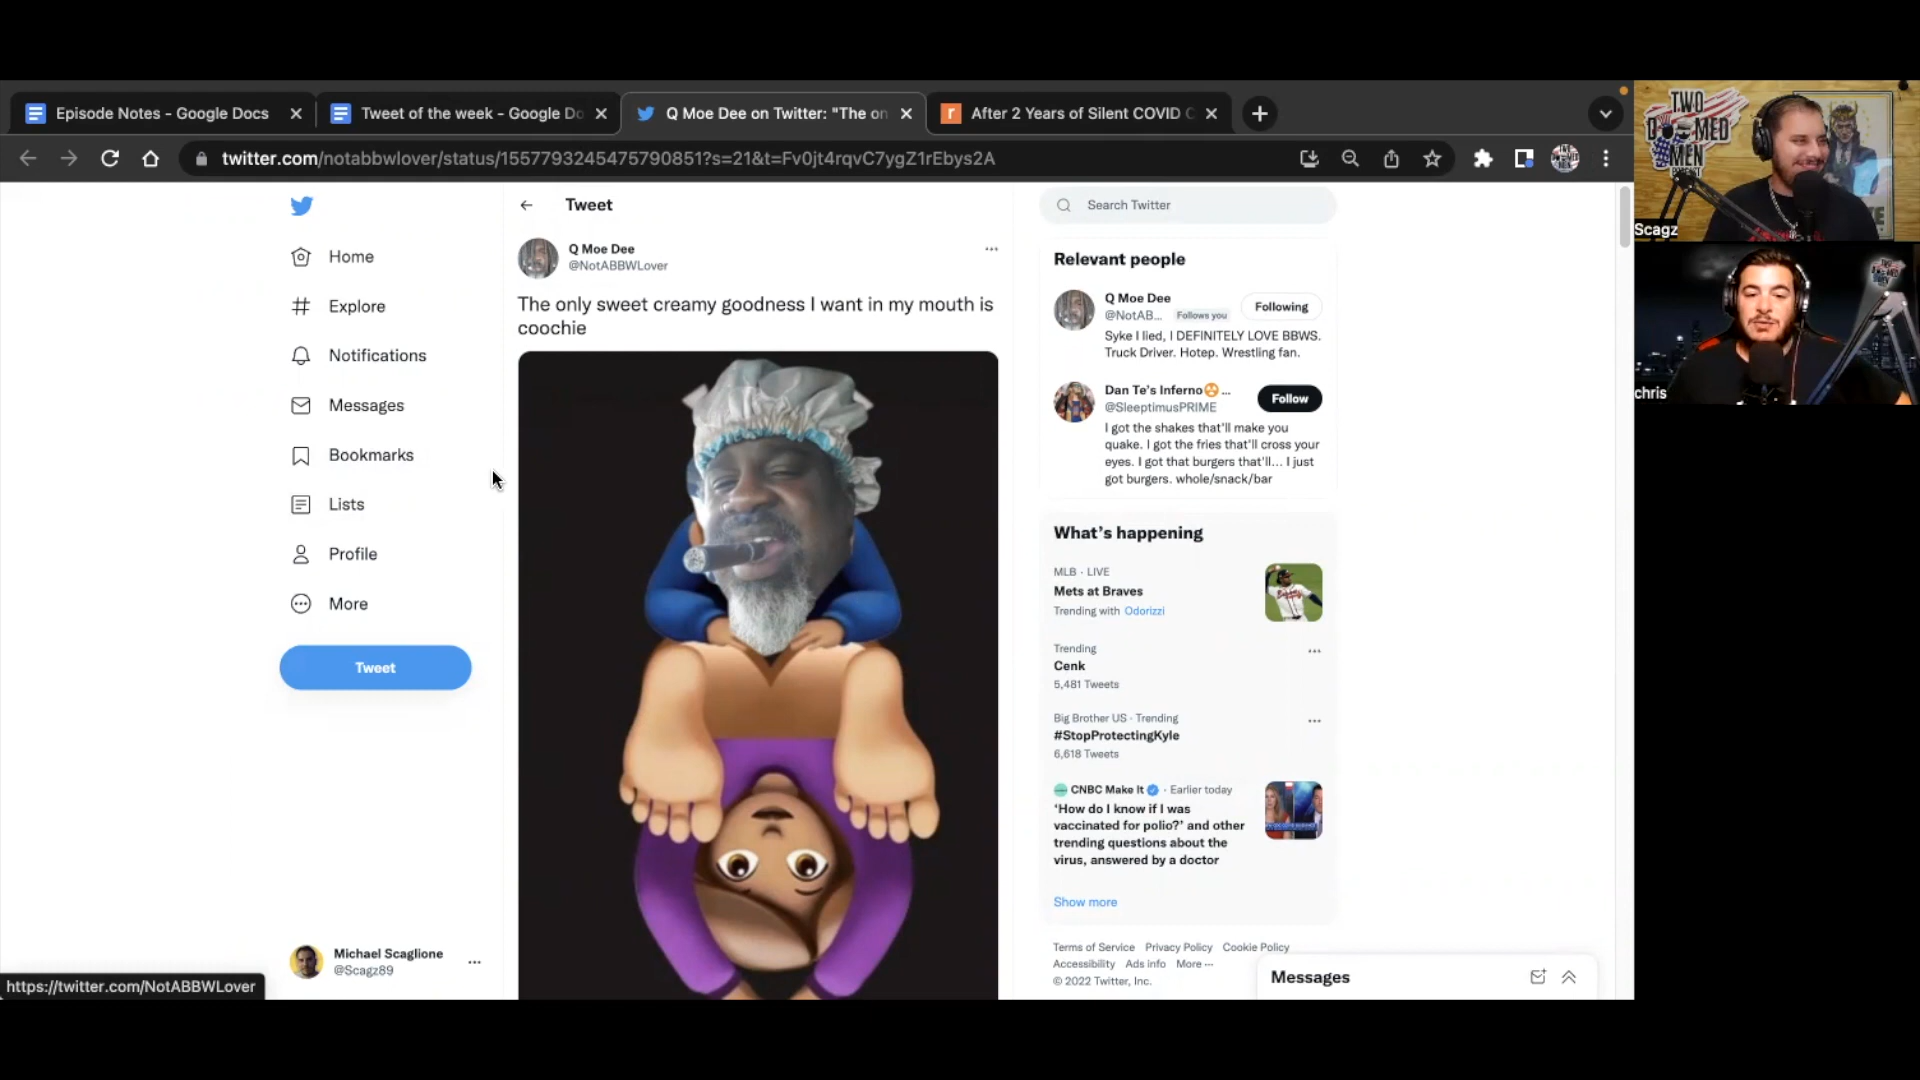 Episode Notes - Google Docs
Tweet of the week - Google Do
Q Moe Dee on Twitter: "The on
After 2 Years of Silent COVID C
twitter.com/notabbwlover/status/1557793245475790851?s=21&t=Fv0jt4rqvC7ygZ1rEbys2A
Home
Explore
Notifications
Messages
Bookmarks
Lists
Profile
More
Tweet
Michael Scaglione
@Scagz89
https://twitter.com/NotABBWLover
Tweet
Q Moe Dee
@NotABBWLover
The only sweet creamy goodness I want in my mouth is
coochie
Search Twitter
Relevant people
Q Moe Dee
@NotAB... Follows you
Following
Syke I lied, I DEFINITELY LOVE BBWS.
Truck Driver. Hotep. Wrestling fan.
Dan Te's Inferno☢ ...
@SleeptimusPRIME
Follow
I got the shakes that'll make you
quake. I got the fries that'll cross your
eyes. I got that burgers that'll... I just
got burgers. whole/snack/bar
What's happening
MLB · LIVE
Mets at Braves
Trending with Odorizzi
Trending
Cenk
5,481 Tweets
Big Brother US · Trending
#StopProtectingKyle
6,618 Tweets
CNBC Make It · Earlier today
'How do I know if I was
vaccinated for polio?' and other
trending questions about the
virus, answered by a doctor
Show more
Terms of Service Privacy Policy Cookie Policy
Accessibility Ads info More ···
© 2022 Twitter, Inc.
Messages
TWO
DOOMED
MEN
Scagz
chris